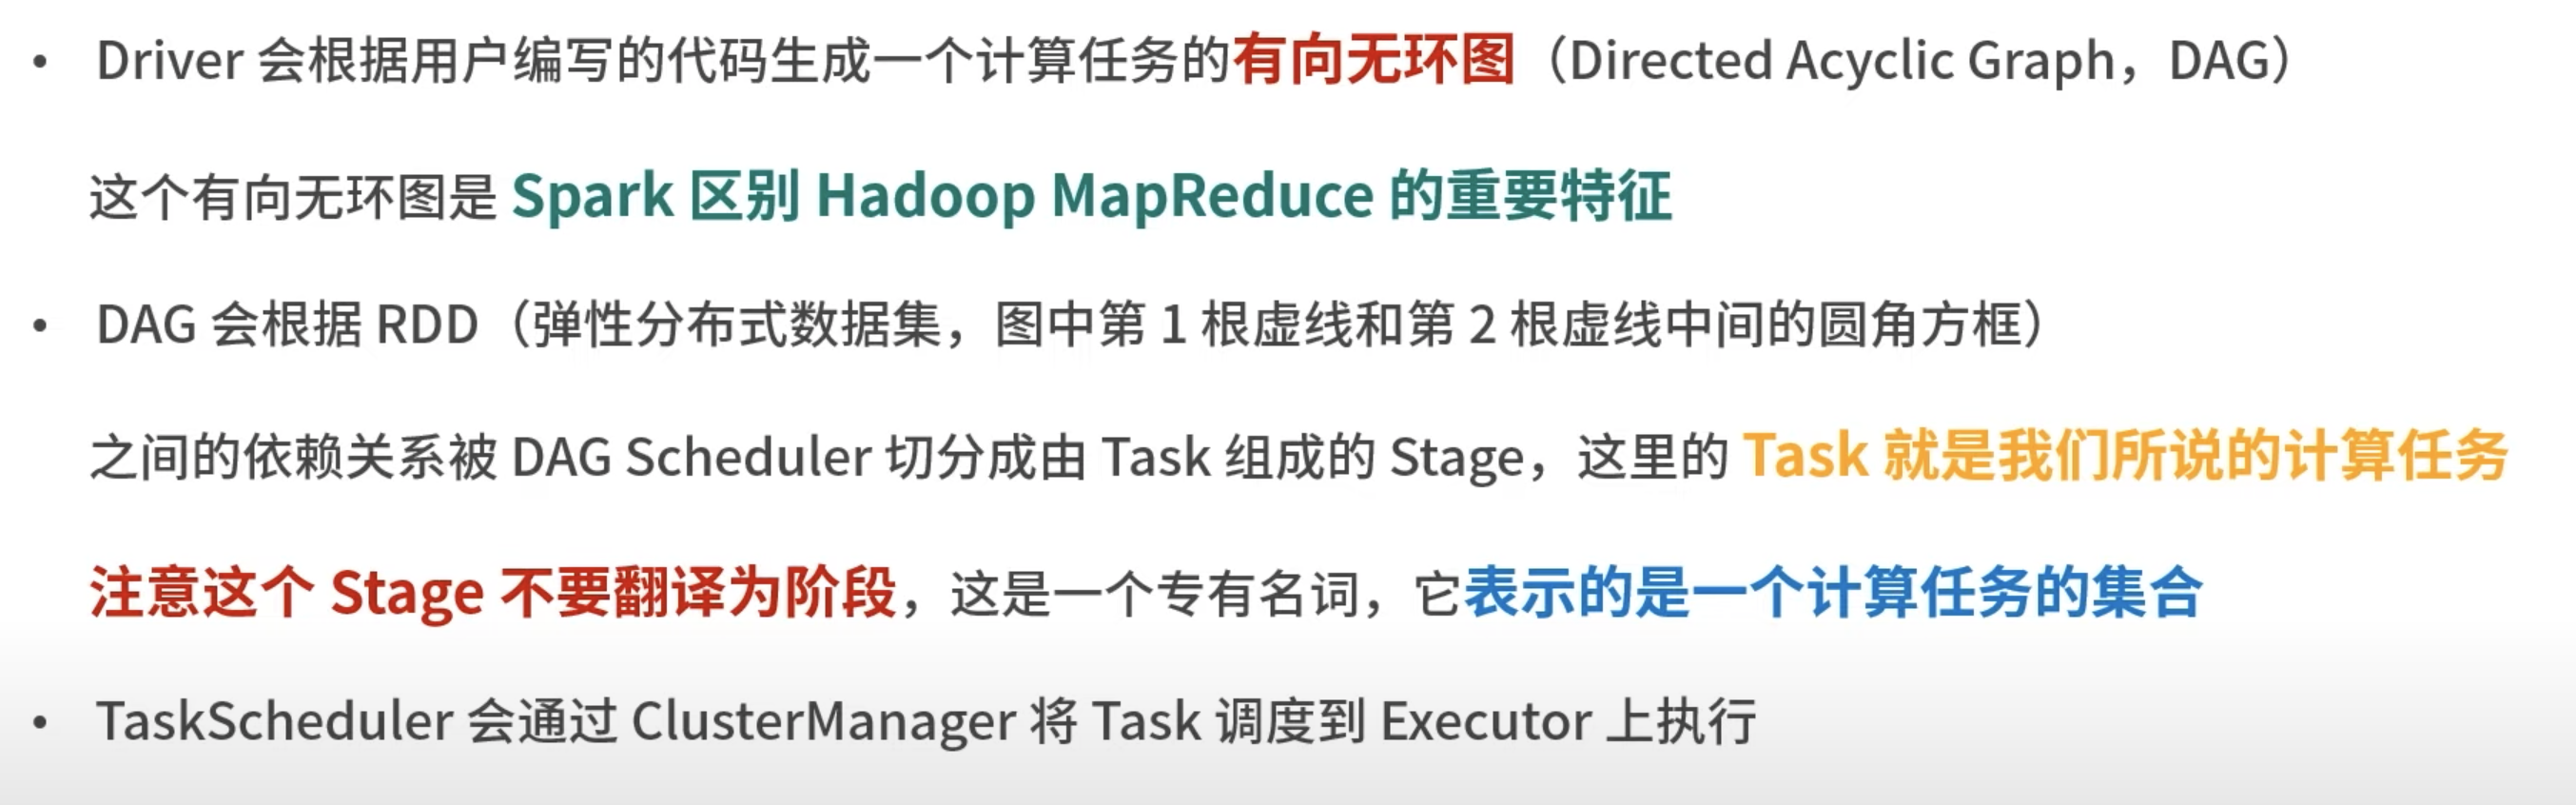 • Driver 会根据用户编写的代码生成一个计算任务的有向无环图（Directed Acyclic Graph，DAG）
这个有向无环图是 Spark 区别 Hadoop MapReduce 的重要特征
• DAG 会根据 RDD（弹性分布式数据集，图中第 1 根虚线和第 2 根虚线中间的圆角方框）
之间的依赖关系被 DAG Scheduler 切分成由 Task 组成的 Stage，这里的 Task 就是我们所说的计算任务
注意这个 Stage 不要翻译为阶段，这是一个专有名词，它表示的是一个计算任务的集合
• TaskScheduler 会通过 ClusterManager 将 Task 调度到 Executor 上执行